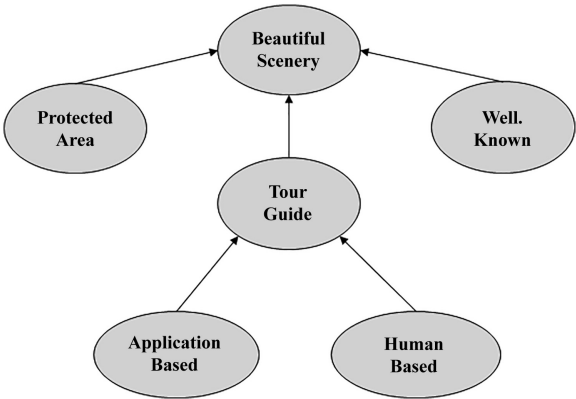 Beautiful
Scenery
Protected
Area
Well.
Known
Tour
Guide
Application
Based
Human
Based